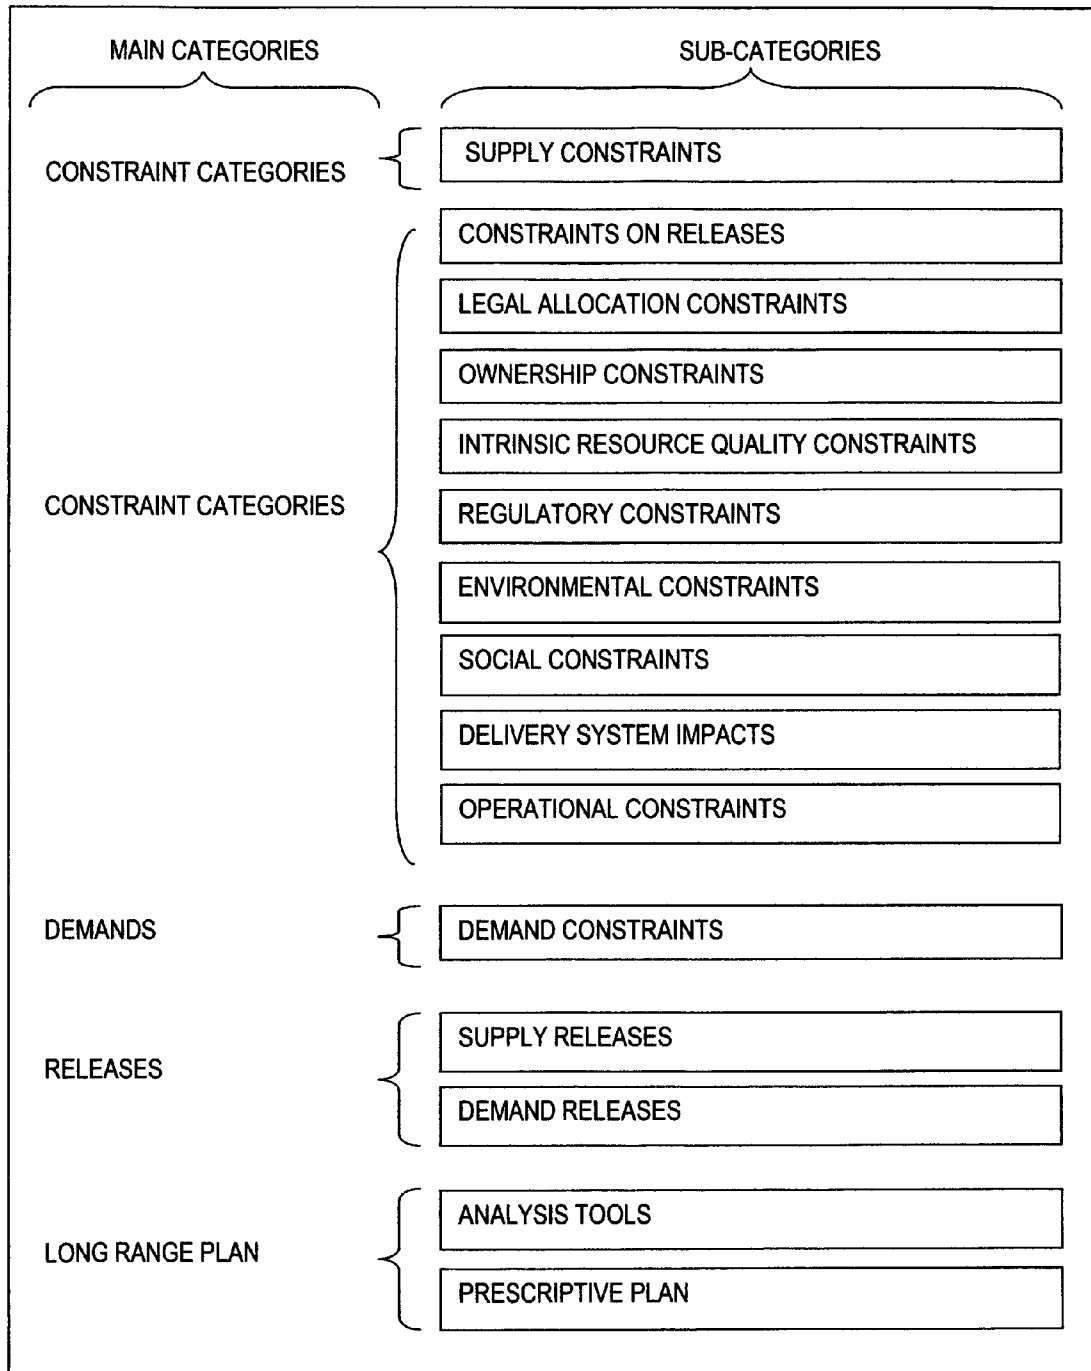 MAIN CATEGORIES
SUB-CATEGORIES
CONSTRAINT CATEGORIES
SUPPLY CONSTRAINTS
CONSTRAINT CATEGORIES
CONSTRAINTS ON RELEASES
LEGAL ALLOCATION CONSTRAINTS
OWNERSHIP CONSTRAINTS
INTRINSIC RESOURCE QUALITY CONSTRAINTS
REGULATORY CONSTRAINTS
ENVIRONMENTAL CONSTRAINTS
SOCIAL CONSTRAINTS
DELIVERY SYSTEM IMPACTS
OPERATIONAL CONSTRAINTS
DEMANDS
DEMAND CONSTRAINTS
RELEASES
SUPPLY RELEASES
DEMAND RELEASES
LONG RANGE PLAN
ANALYSIS TOOLS
PRESCRIPTIVE PLAN